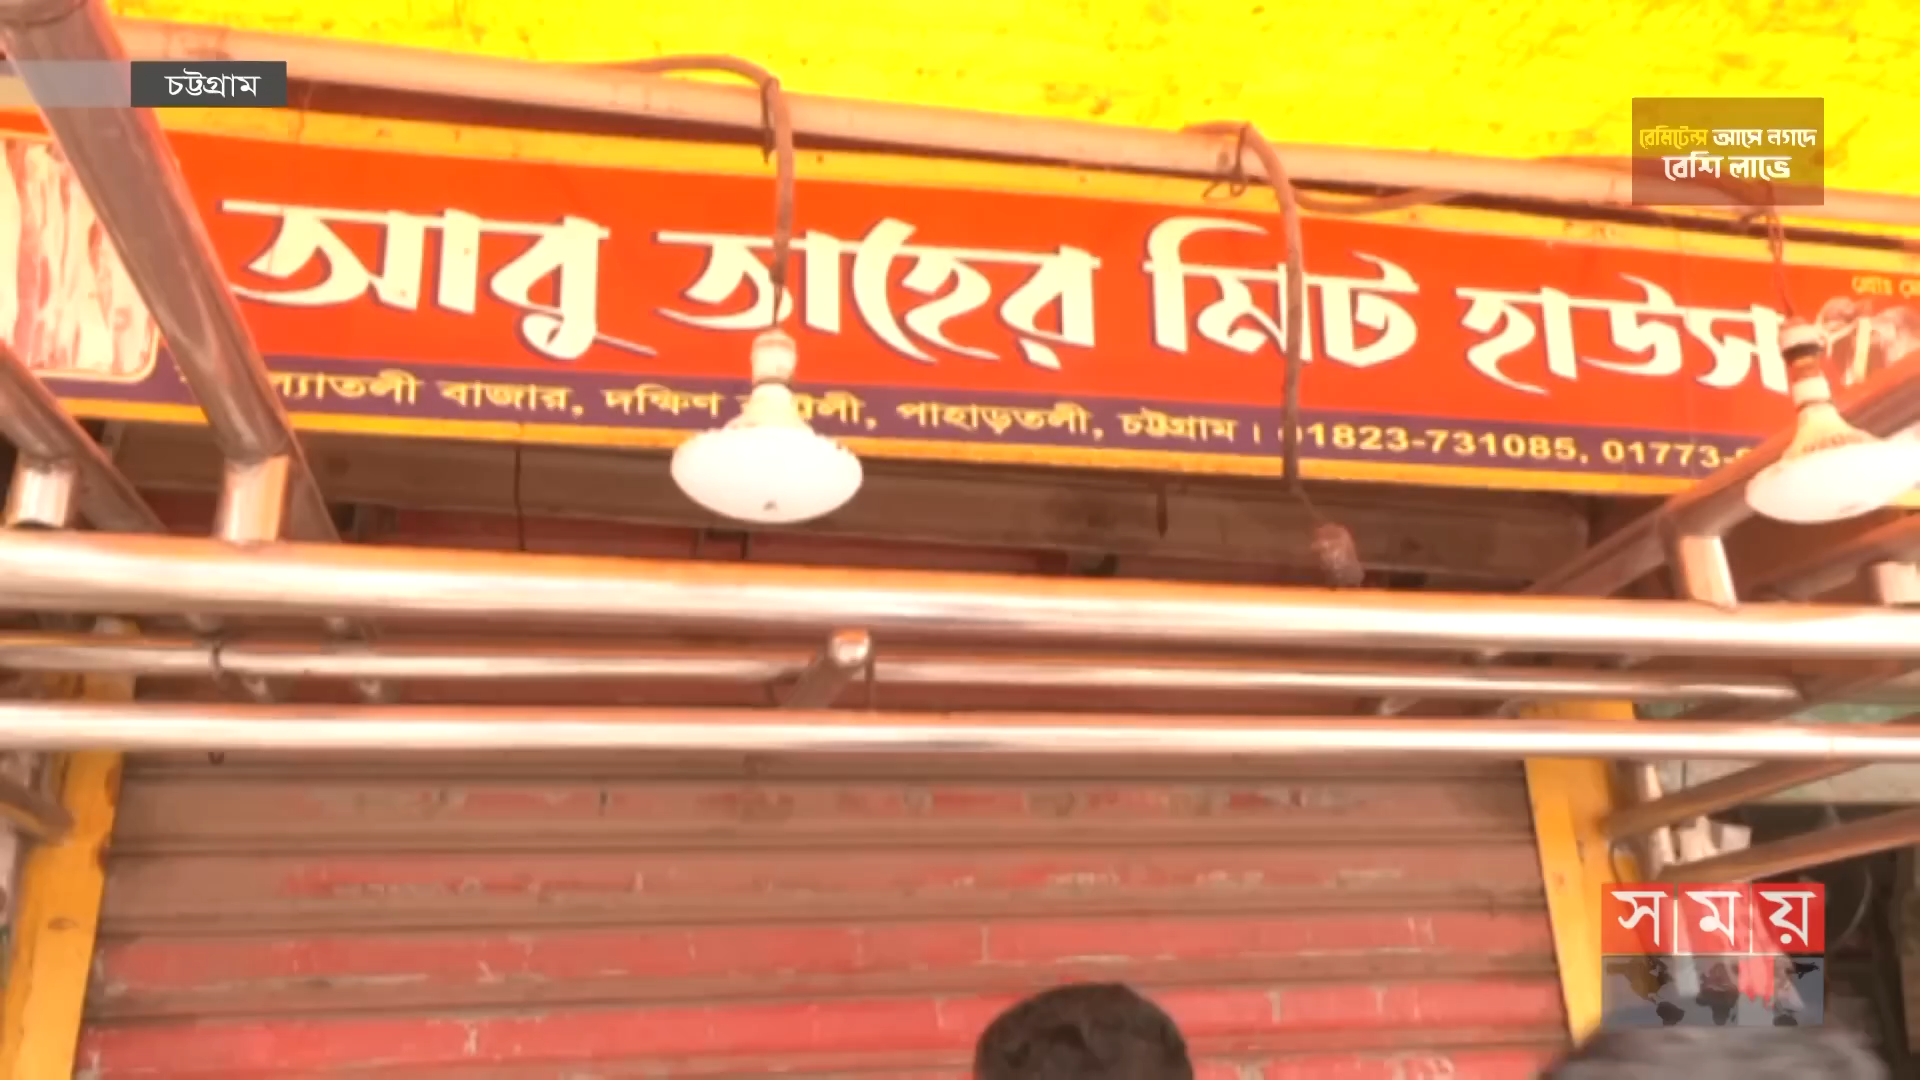 চট্টগ্রাম
রেমিটেন্স আসে নগদে
বেশি লাভে
আবু তাহের মিট হাউস
বাজার, দক্ষিণ পাহাড়তলী, চট্টগ্রাম । 01823-731085, 01773-
সময়